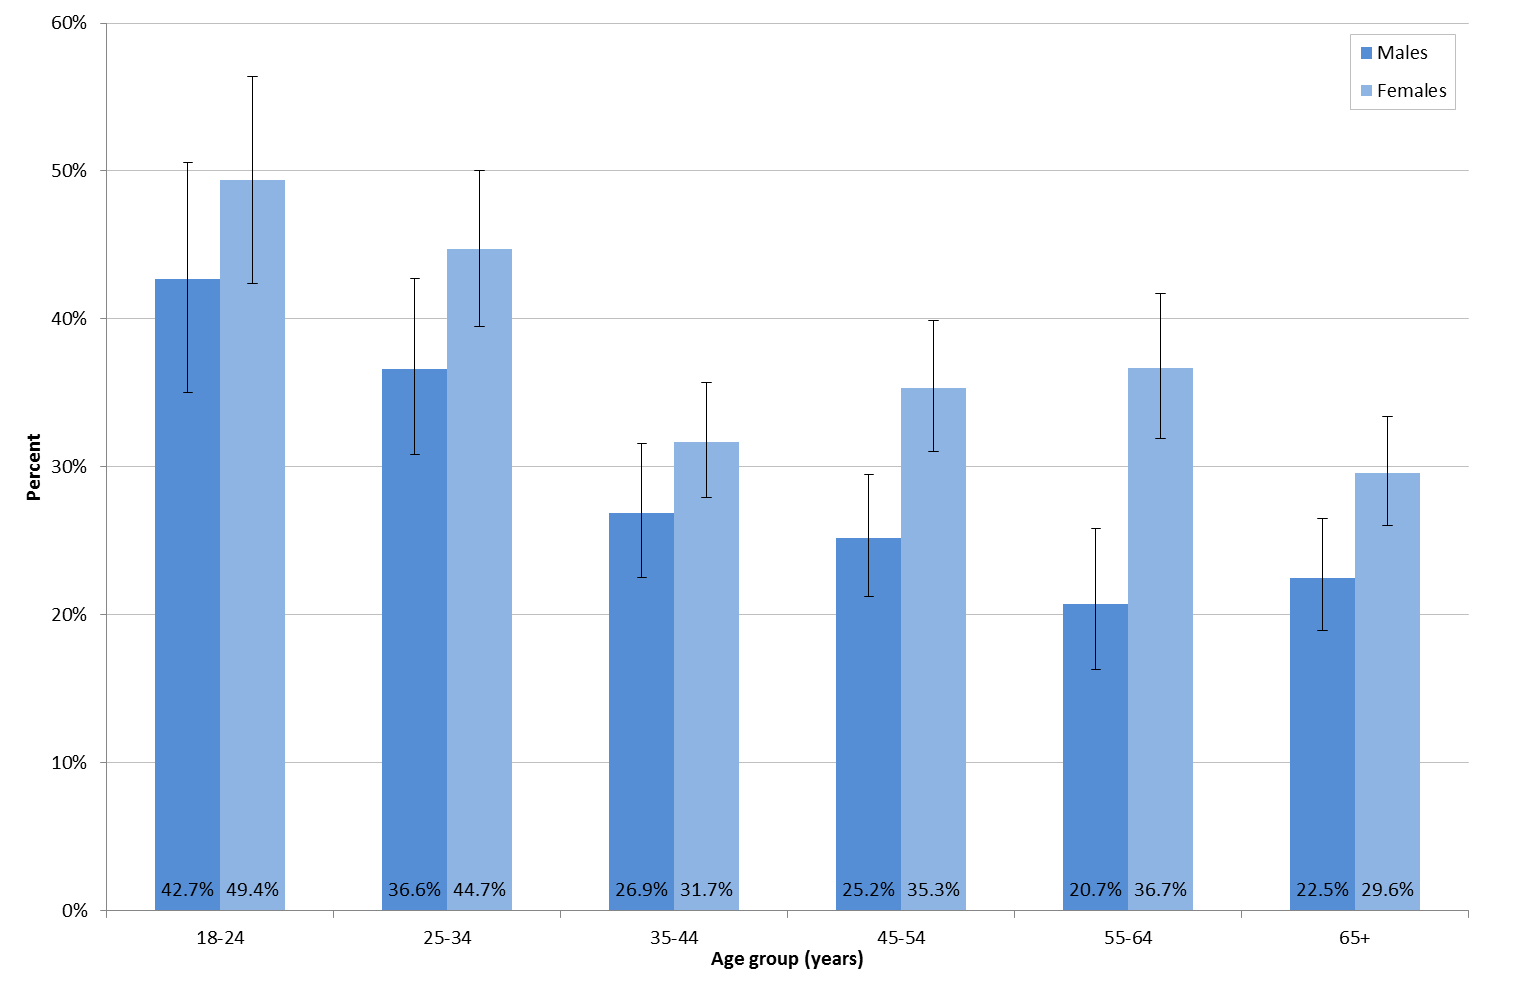 60%
Males
Females
50%
40%
30%
20%
10%
0%
Percent
42.7% 49.4% 36.6% 44.7% 26.9% 31.7% 25.2% 35.3% 20.7% 36.7% 22.5% 29.6%
18-24 25-34 35-44 45-54 55-64 65+
Age group (years)